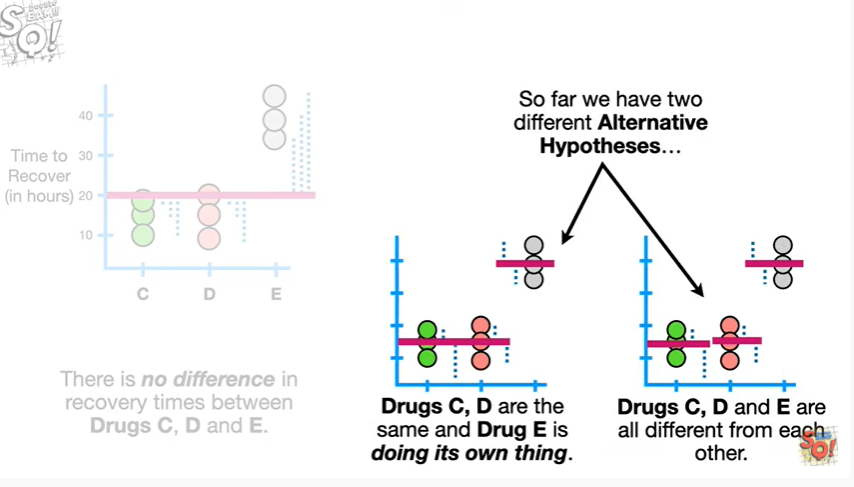 SQ!
40
Time to 30
Recover
(in hours) 20
10
C D E
There is no difference in
recovery times between
Drugs C, D and E.
So far we have two
different Alternative
Hypotheses...
Drugs C, D are the
same and Drug E is
doing its own thing.
Drugs C, D and E are
all different from each
other.
SQ!